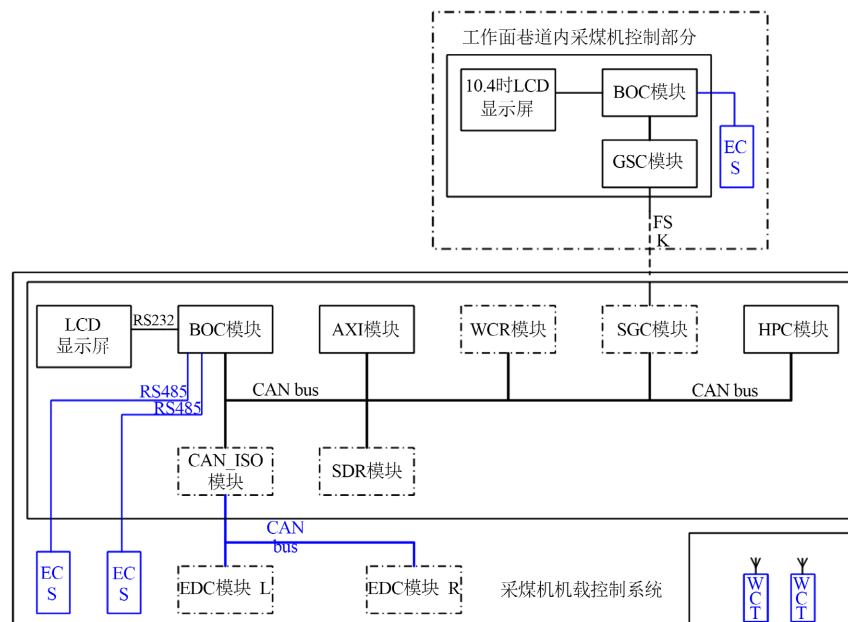 工作面巷道内采煤机控制部分
10.4吋LCD
显示屏
BOC模块
EC
S
GSC模块
FS
K
LCD
显示屏
RS232
BOC模块
AXI模块
WCR模块
SGC模块
HPC模块
RS485
RS485
CAN bus
CAN bus
CAN_ISO
模块
SDR模块
CAN
bus
EC
S
EC
S
EDC模块 L
EDC模块 R
采煤机机载控制系统
WCT
WCT